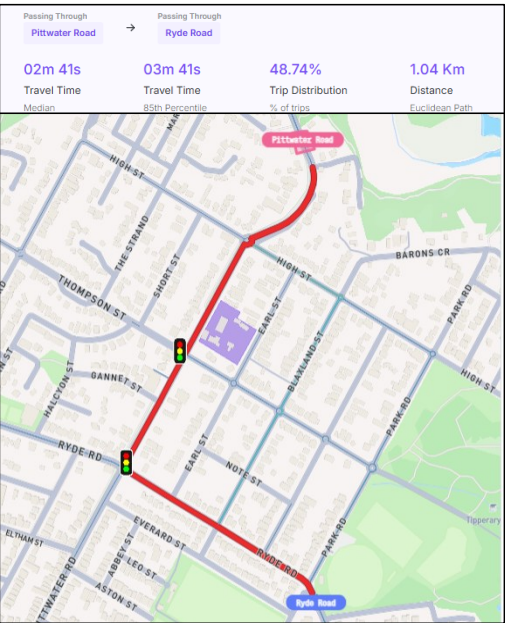 Passing Through
Passing Through
Pittwater Road
→
Ryde Road
02m 41s
03m 41s
48.74%
1.04 Km
Travel Time
Travel Time
Trip Distribution
Distance
Median
85th Percentile
% of trips
Euclidean Path
MAR
Pittwater Road
HIGH ST
THE STRAND
SHORT ST
HIGH ST
BARONS CR
THOMPSON ST
EARL ST
PARK RD
BLAXLAND ST
HALCYON ST
GANNET ST
HIGH ST
N ST
PARK RD
RYDE RD
EARL ST
NOTE ST
Tipperary
EVERARD ST
ELTHAM ST
ABBEY ST
LEO ST
RYDE RD
PARK RD
TTWATER RD
ASTON ST
Ryde Road